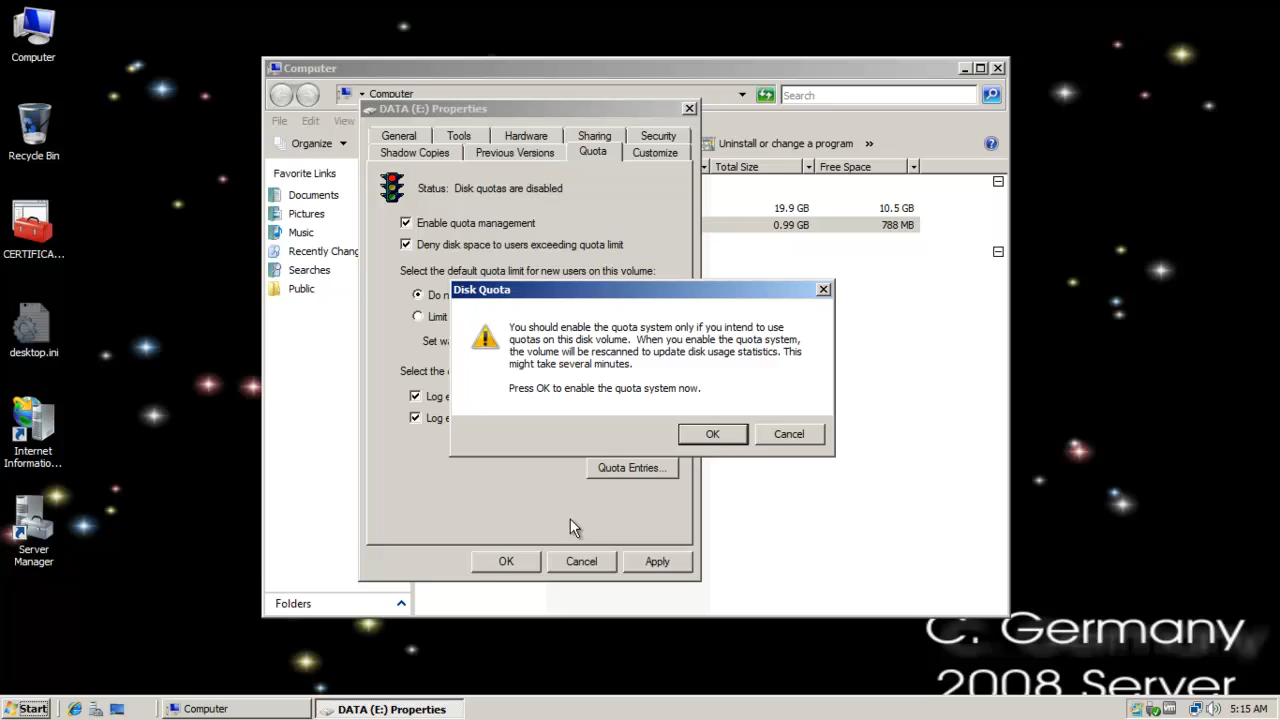 Computer
Recycle Bin
CERTIFICA...
desktop.ini
Internet
Informatio...
Server
Manager
Computer
Computer
Search
File Edit View
Organize
Uninstall or change a program »
Favorite Links
Documents
Pictures
Music
Recently Chang
Searches
Public
Folders
Total Size Free Space
19.9 GB 10.5 GB
0.99 GB 788 MB
DATA (E:) Properties
General Tools Hardware Sharing Security
Shadow Copies Previous Versions Quota Customize
Status: Disk quotas are disabled
Enable quota management
Deny disk space to users exceeding quota limit
Select the default quota limit for new users on this volume:
Do n
Limit
Set wa
Select the
Log e
Log e
Quota Entries...
OK Cancel Apply
Disk Quota
You should enable the quota system only if you intend to use
quotas on this disk volume. When you enable the quota system,
the volume will be rescanned to update disk usage statistics. This
might take several minutes.
Press OK to enable the quota system now.
OK Cancel
C. Germany
2008 Server
Start
Computer
DATA (E:) Properties
5:15 AM